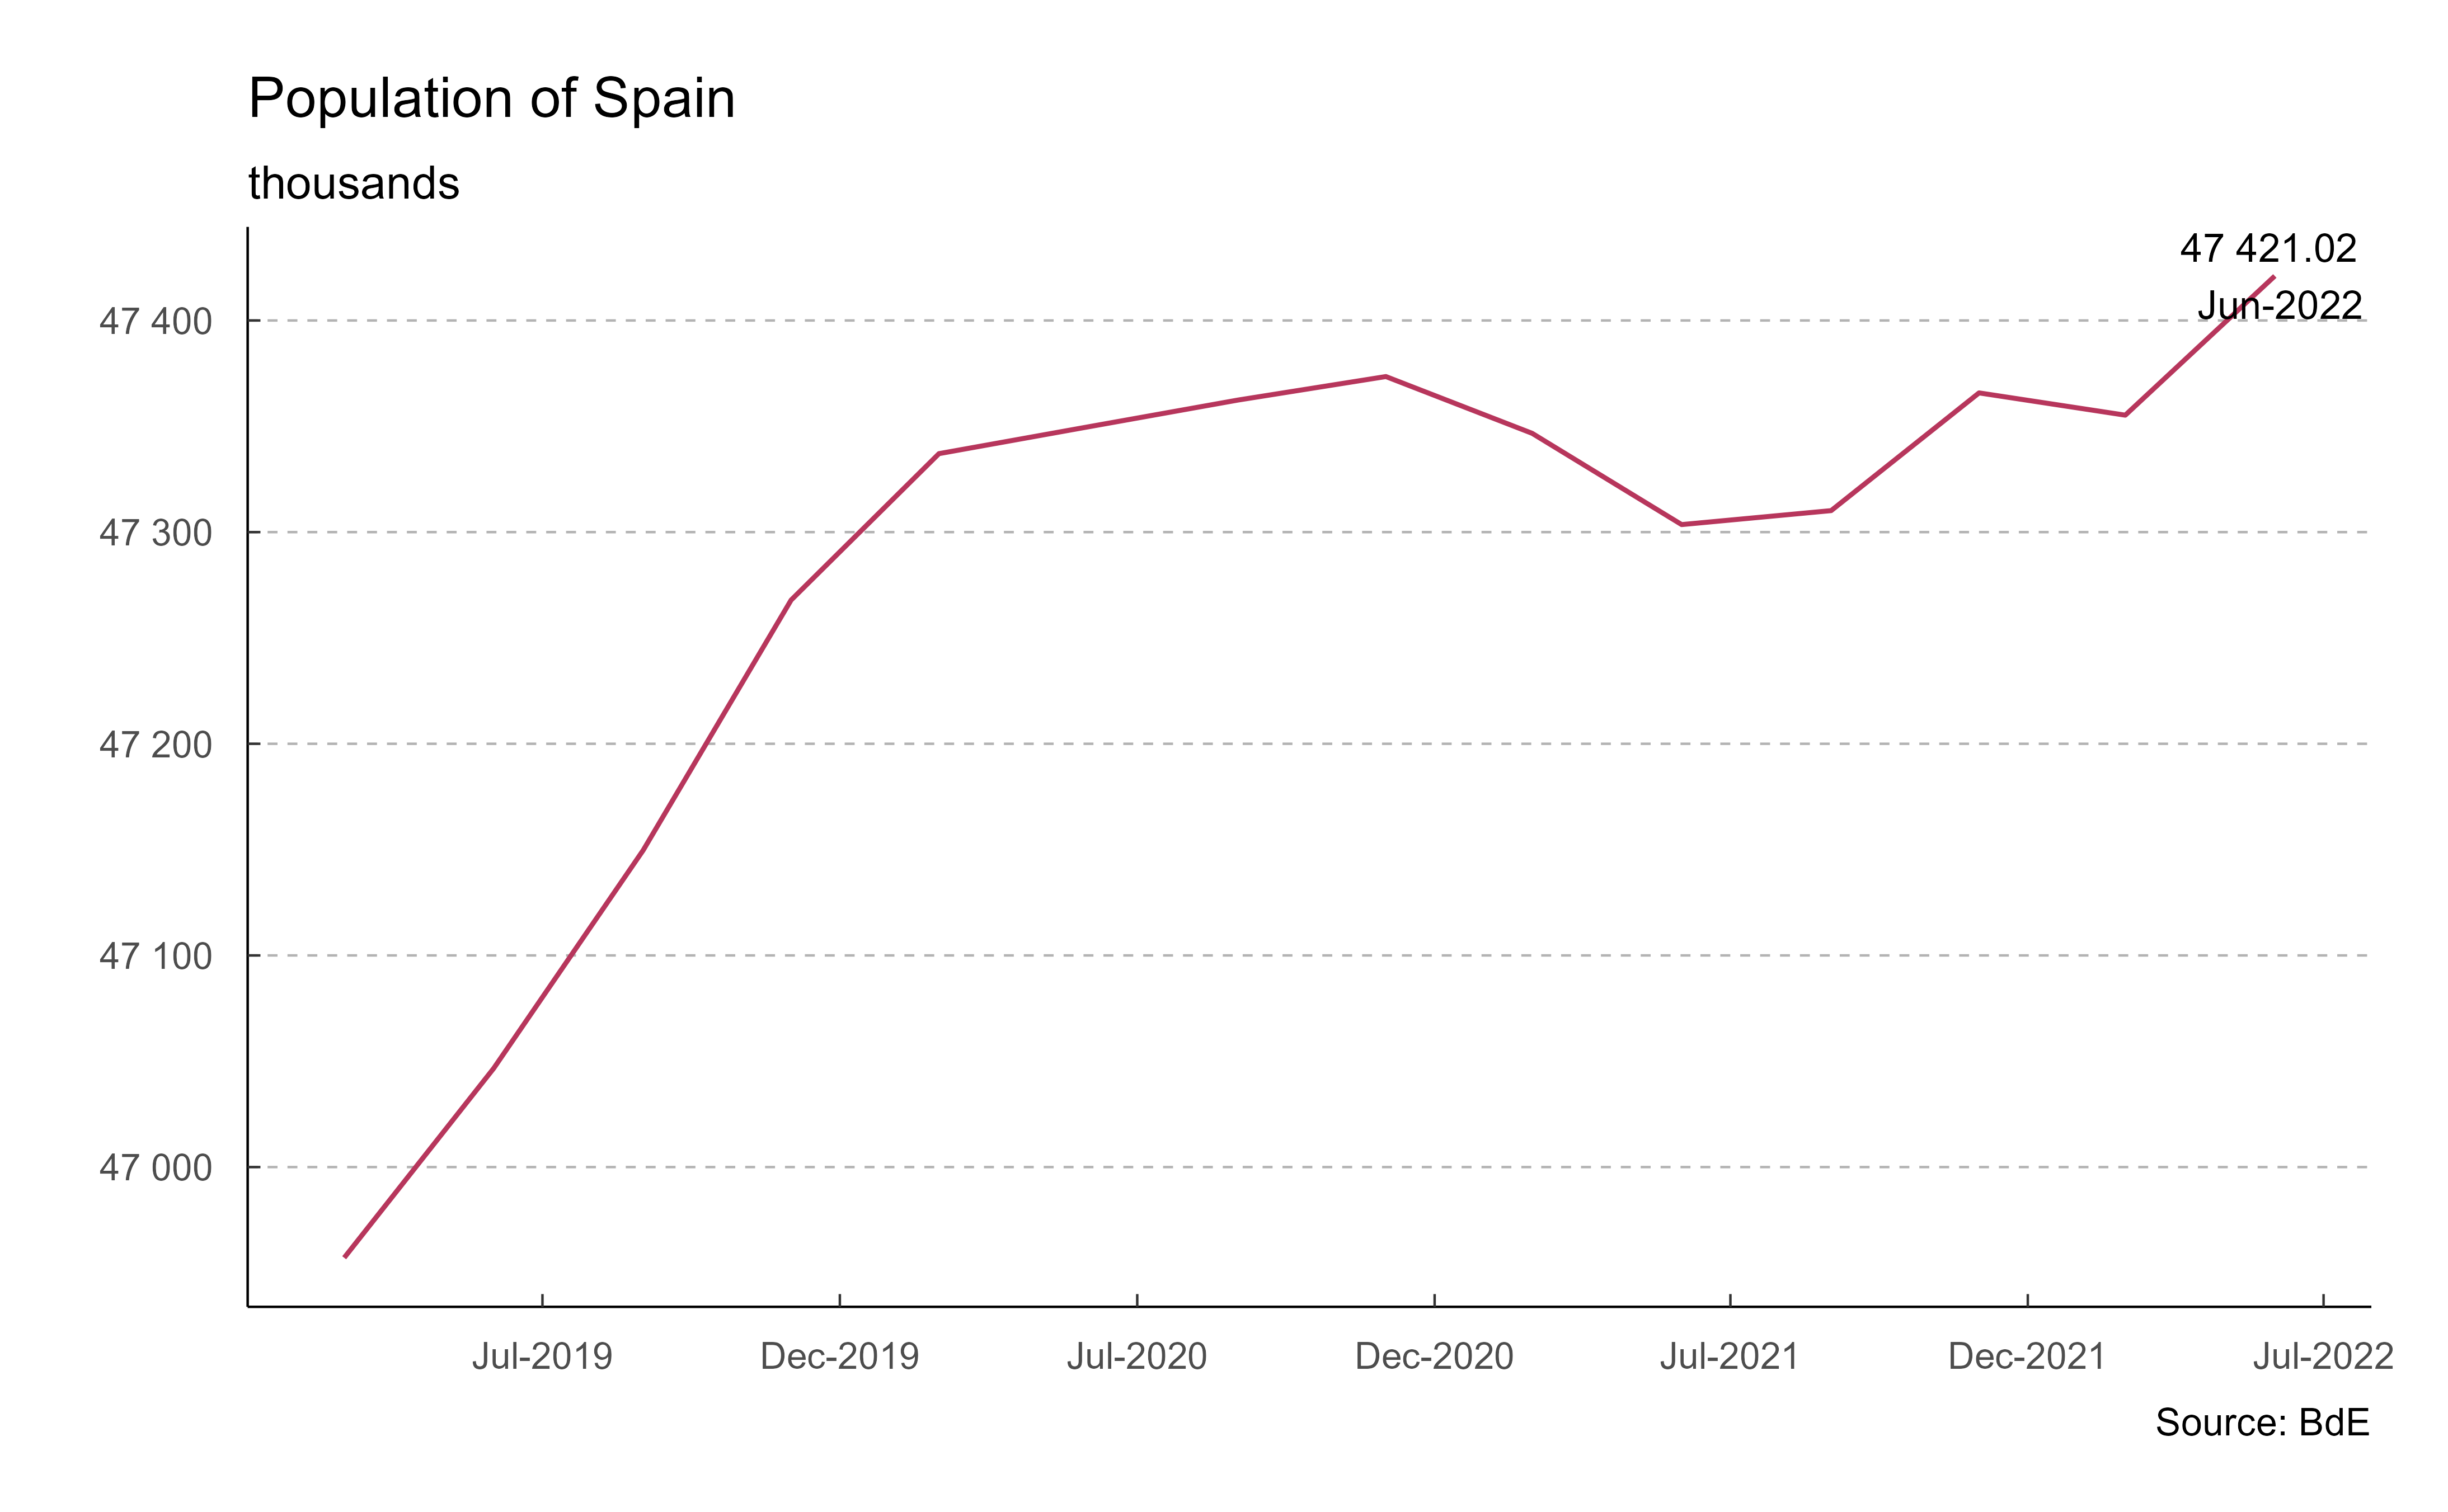 Population of Spain
thousands
47 421.02
Jun-2022
47 400
47 300
47 200
47 100
47 000
Jul-2019 Dec-2019 Jul-2020 Dec-2020 Jul-2021 Dec-2021 Jul-2022
Source: BdE